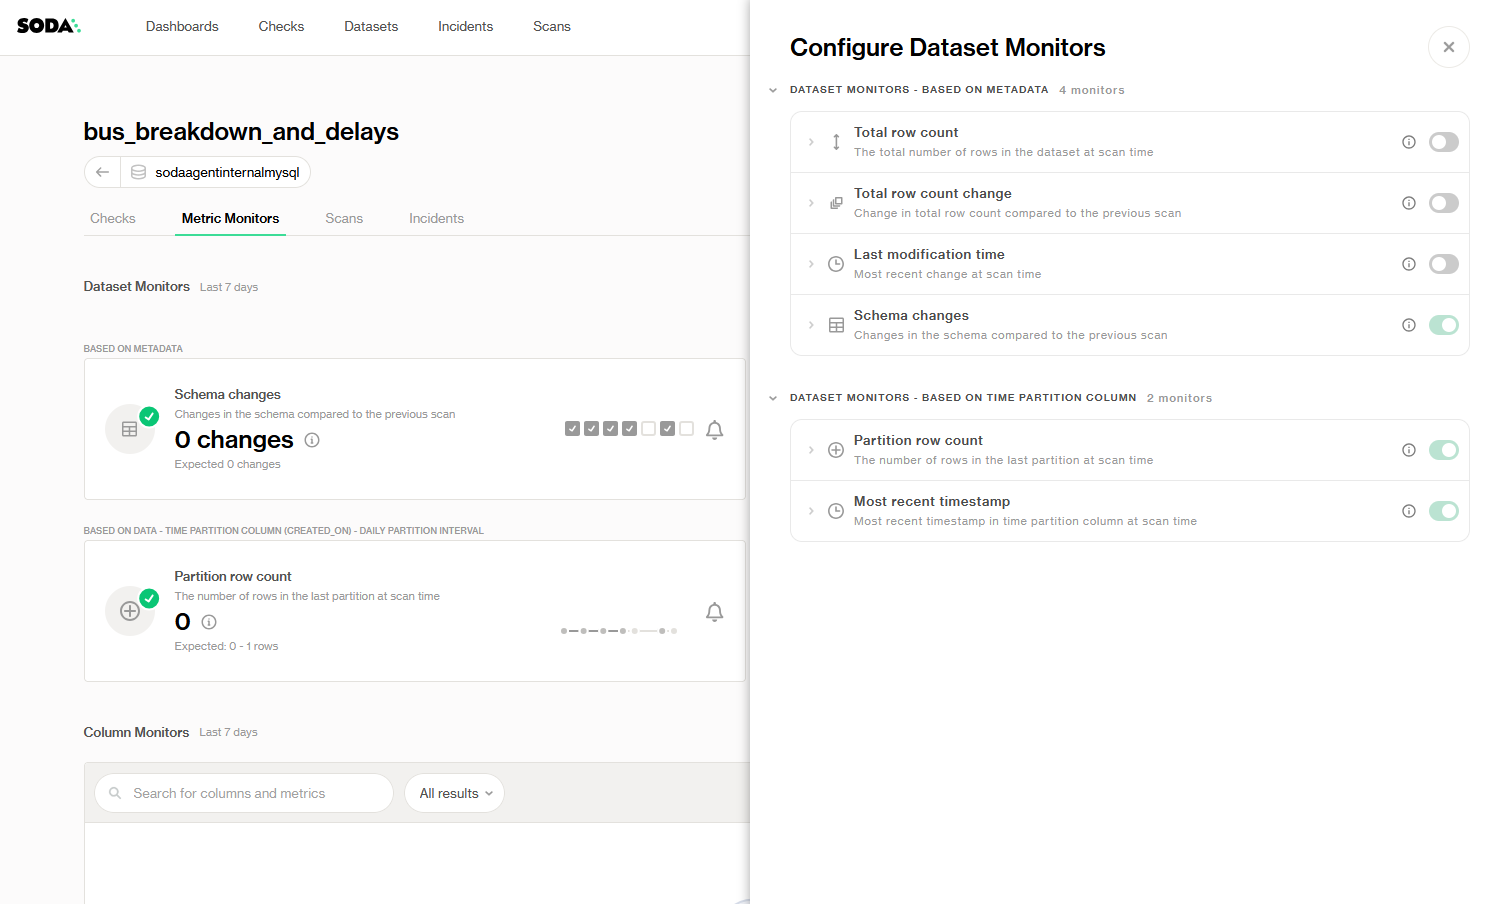 SODA
Dashboards
Checks
Datasets
Incidents
Scans
bus_breakdown_and_delays
sodaagentinternalmysql
Checks
Metric Monitors
Scans
Incidents
Dataset Monitors Last 7 days
BASED ON METADATA
Schema changes
Changes in the schema compared to the previous scan
0 changes
Expected 0 changes
BASED ON DATA - TIME PARTITION COLUMN (CREATED_ON) - DAILY PARTITION INTERVAL
Partition row count
The number of rows in the last partition at scan time
0
Expected: 0 - 1 rows
Column Monitors Last 7 days
Search for columns and metrics
All results
Configure Dataset Monitors
DATASET MONITORS - BASED ON METADATA 4 monitors
Total row count
The total number of rows in the dataset at scan time
Total row count change
Change in total row count compared to the previous scan
Last modification time
Most recent change at scan time
Schema changes
Changes in the schema compared to the previous scan
DATASET MONITORS - BASED ON TIME PARTITION COLUMN 2 monitors
Partition row count
The number of rows in the last partition at scan time
Most recent timestamp
Most recent timestamp in time partition column at scan time